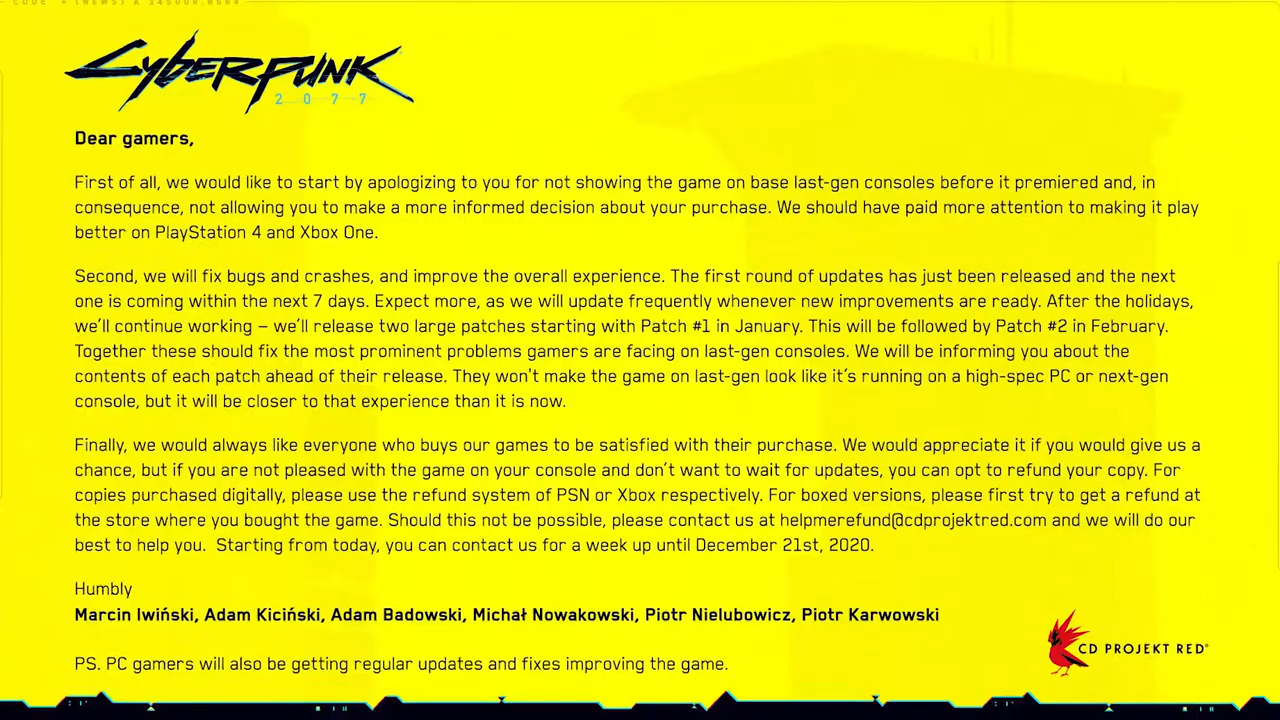 CODE
CYBERPUNK
2077
Dear gamers,
First of all, we would like to start by apologizing to you for not showing the game on base last-gen consoles before it premiered and, in
consequence, not allowing you to make a more informed decision about your purchase. We should have paid more attention to making it play
better on PlayStation 4 and Xbox One.
Second, we will fix bugs and crashes, and improve the overall experience. The first round of updates has just been released and the next
one is coming within the next 7 days. Expect more, as we will update frequently whenever new improvements are ready. After the holidays,
we'll continue working – we'll release two large patches starting with Patch #1 in January. This will be followed by Patch #2 in February.
Together these should fix the most prominent problems gamers are facing on last-gen consoles. We will be informing you about the
contents of each patch ahead of their release. They won't make the game on last-gen look like it's running on a high-spec PC or next-gen
console, but it will be closer to that experience than it is now.
Finally, we would always like everyone who buys our games to be satisfied with their purchase. We would appreciate it if you would give us a
chance, but if you are not pleased with the game on your console and don't want to wait for updates, you can opt to refund your copy. For
copies purchased digitally, please use the refund system of PSN or Xbox respectively. For boxed versions, please first try to get a refund at
the store where you bought the game. Should this not be possible, please contact us at helpmerefund@cdprojektred.com and we will do our
best to help you. Starting from today, you can contact us for a week up until December 21st, 2020.
Humbly
Marcin Iwiński, Adam Kiciński, Adam Badowski, Michał Nowakowski, Piotr Nielubowicz, Piotr Karwowski
CD PROJEKT RED®
PS. PC gamers will also be getting regular updates and fixes improving the game.